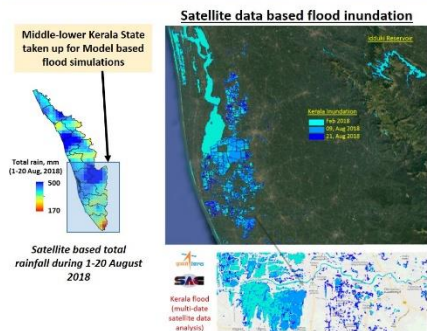 Satellite data based flood inundation
Middle-lower Kerala State
taken up for Model based
flood simulations
Idduki Reservoir
Kerala Inundation
Feb 2018
09, Aug 2018
21, Aug 2018
Total rain, mm
(1-20 Aug, 2018)
500
170
Satellite based total
rainfall during 1-20 August
2018
SAC
Kerala flood
(multi-date
satellite data
analysis)